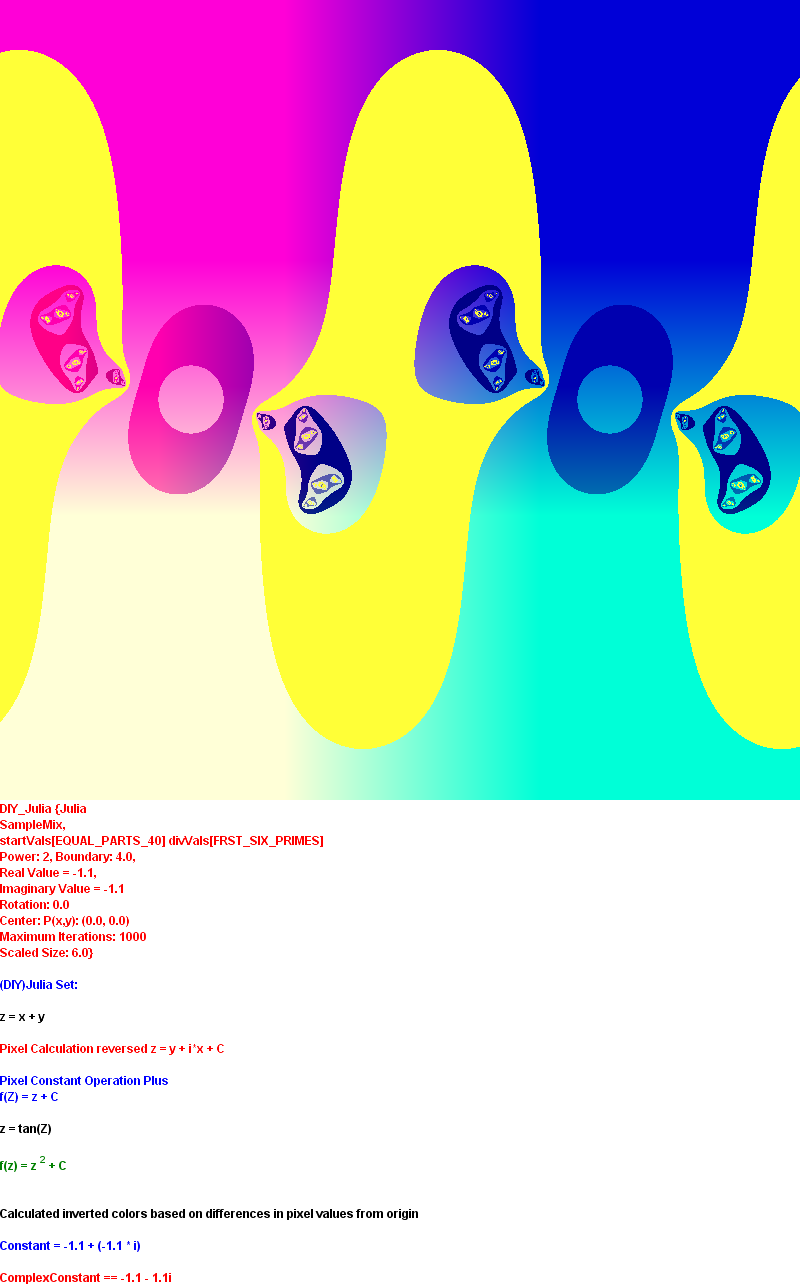 DIY_Julia {Julia
SampleMix,
startVals[EQUAL_PARTS_40] divVals[FRST_SIX_PRIMES]
Power: 2, Boundary: 4.0,
Real Value = -1.1,
Imaginary Value = -1.1
Rotation: 0.0
Center: P(x,y): (0.0, 0.0)
Maximum Iterations: 1000
Scaled Size: 6.0}
(DIY)Julia Set:
z = x + y
Pixel Calculation reversed z = y + i*x + C
Pixel Constant Operation Plus
f(Z) = z + C
z = tan(Z)
f(z) = z 2 + C
Calculated inverted colors based on differences in pixel values from origin
Constant = -1.1 + (-1.1 * i)
ComplexConstant == -1.1 - 1.1i